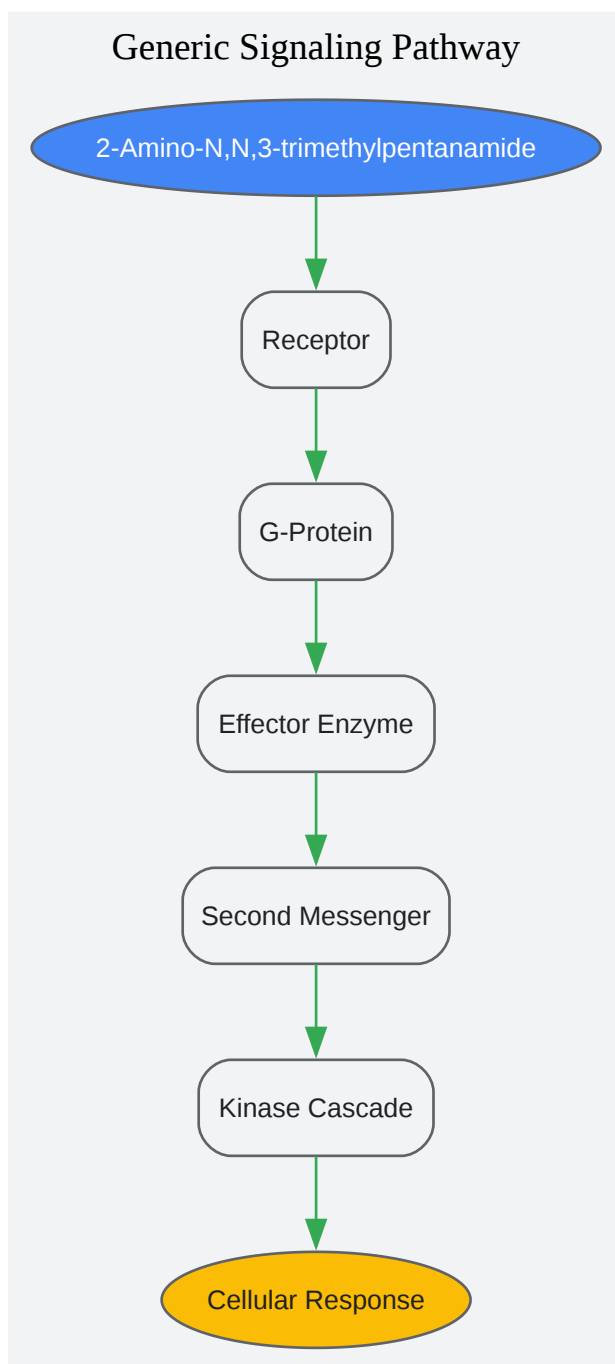 Generic Signaling Pathway
2-Amino-N,N,3-trimethylpentanamide
Receptor
G-Protein
Effector Enzyme
Second Messenger
Kinase Cascade
Cellular Response